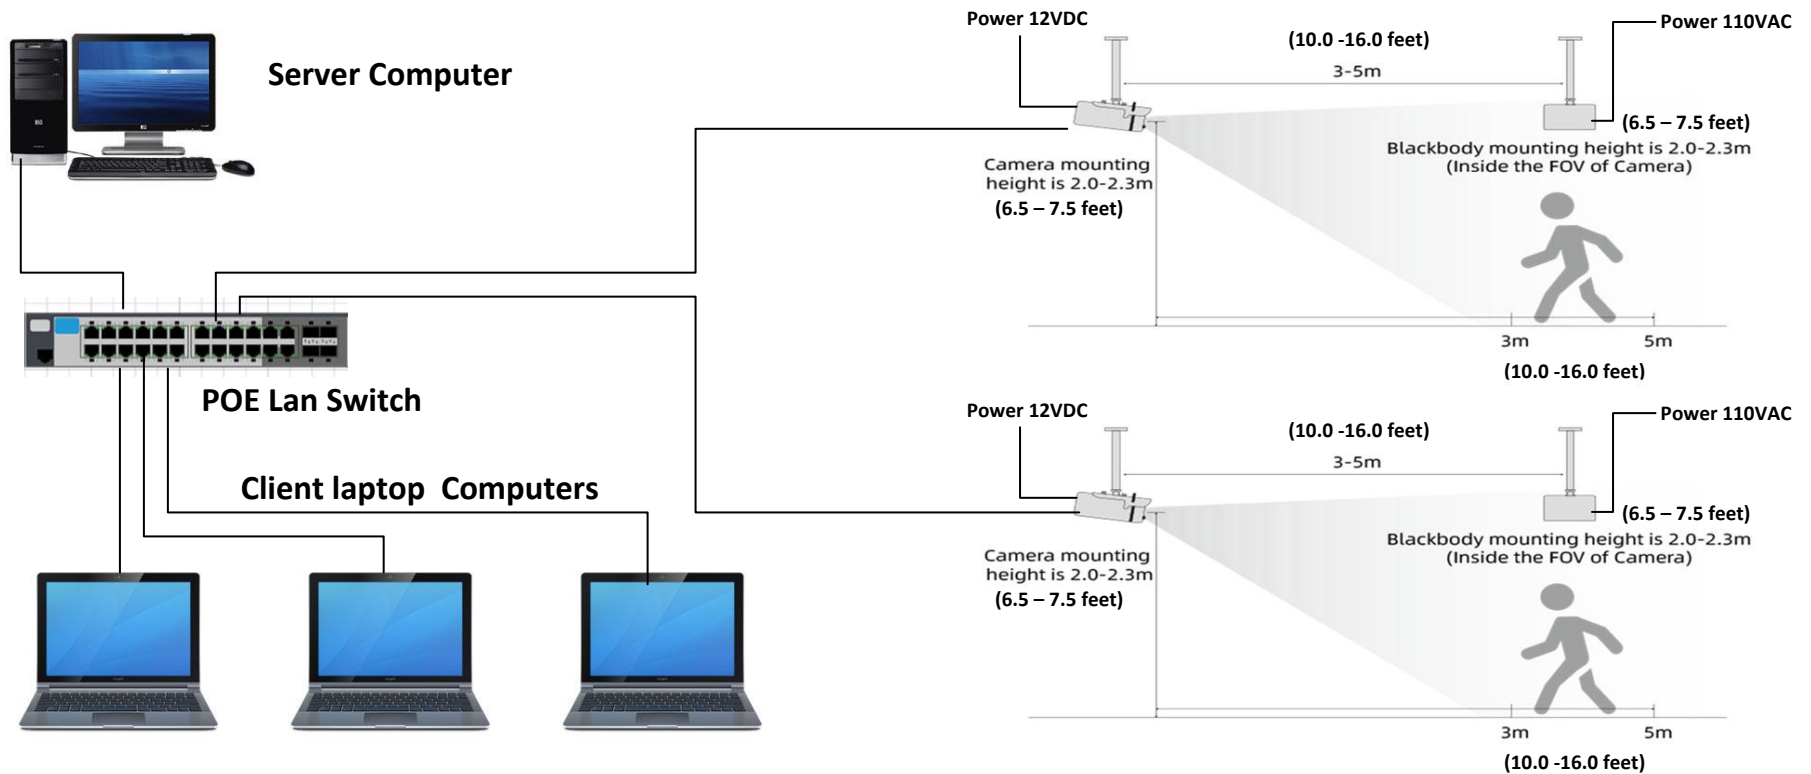 Server Computer
POE Lan Switch
Client laptop  Computers
Power 12VDC
(10.0 -16.0 feet)
3-5m
Power 110VAC
(6.5 – 7.5 feet)
Camera mounting
height is 2.0-2.3m
(6.5 – 7.5 feet)
Blackbody mounting height is 2.0-2.3m
(Inside the FOV of Camera)
3m
5m
(10.0 -16.0 feet)
Power 12VDC
(10.0 -16.0 feet)
3-5m
Power 110VAC
(6.5 – 7.5 feet)
Camera mounting
height is 2.0-2.3m
(6.5 – 7.5 feet)
Blackbody mounting height is 2.0-2.3m
(Inside the FOV of Camera)
3m
5m
(10.0 -16.0 feet)